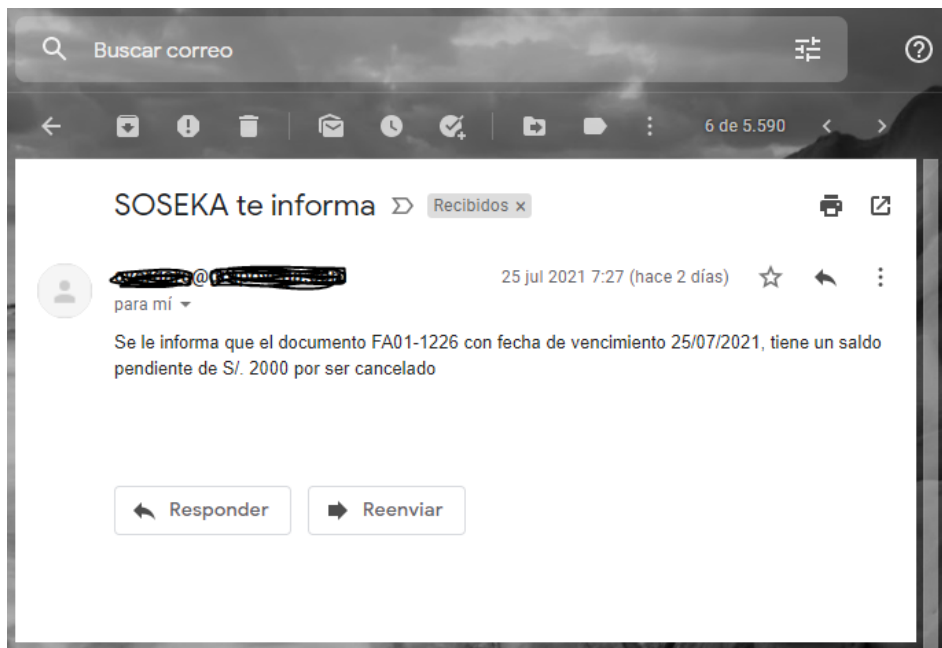 Buscar correo
6 de 5.590
SOSEKA te informa Recibidos x
@ 25 jul 2021 7:27 (hace 2 días)
para mí
Se le informa que el documento FA01-1226 con fecha de vencimiento 25/07/2021, tiene un saldo
pendiente de S/. 2000 por ser cancelado
Responder Reenviar